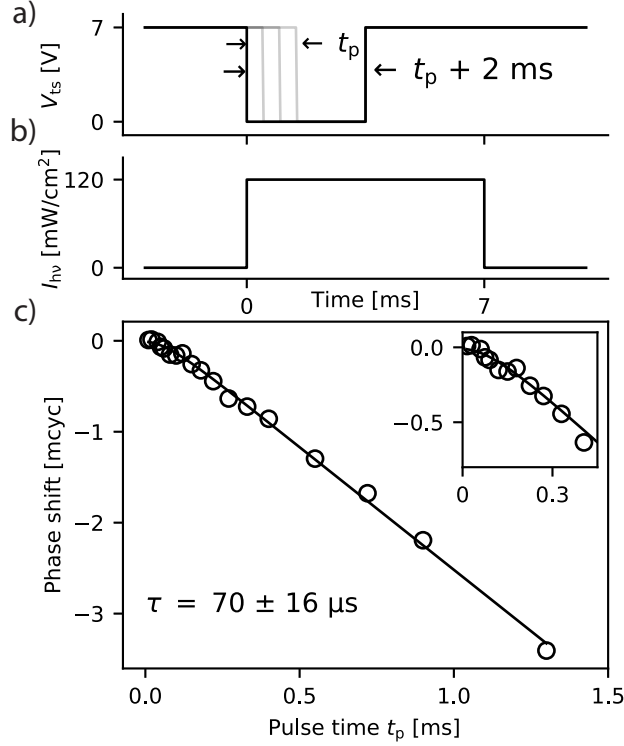 a)
7
V_ts [V]
0
t_p
t_p + 2 ms
b)
120
I_hν [mW/cm²]
0
0
Time [ms]
7
c)
0
−1
−2
−3
Phase shift [mcyc]
0.0
−0.5
0
0.3
τ = 70 ± 16 µs
0.0
0.5
1.0
1.5
Pulse time t_p [ms]